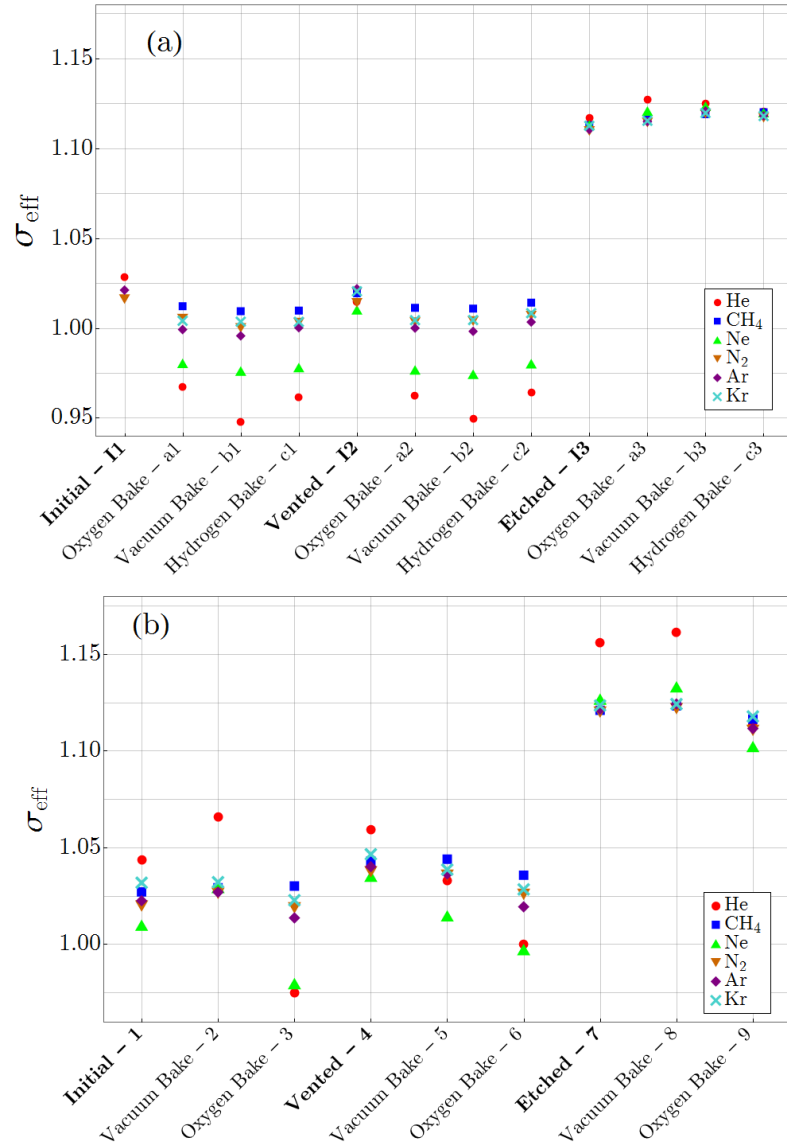 (a)
1.15
1.10
1.05
1.00
0.95
σeff
He
CH4
Ne
N2
Ar
Kr
Initial – I1
Oxygen Bake – a1
Vacuum Bake – b1
Hydrogen Bake – c1
Vented – I2
Oxygen Bake – a2
Vacuum Bake – b2
Hydrogen Bake – c2
Etched – I3
Oxygen Bake – a3
Vacuum Bake – b3
Hydrogen Bake – c3
(b)
1.15
1.10
1.05
1.00
σeff
He
CH4
Ne
N2
Ar
Kr
Initial – 1
Vacuum Bake – 2
Oxygen Bake – 3
Vented – 4
Vacuum Bake – 5
Oxygen Bake – 6
Etched – 7
Vacuum Bake – 8
Oxygen Bake – 9